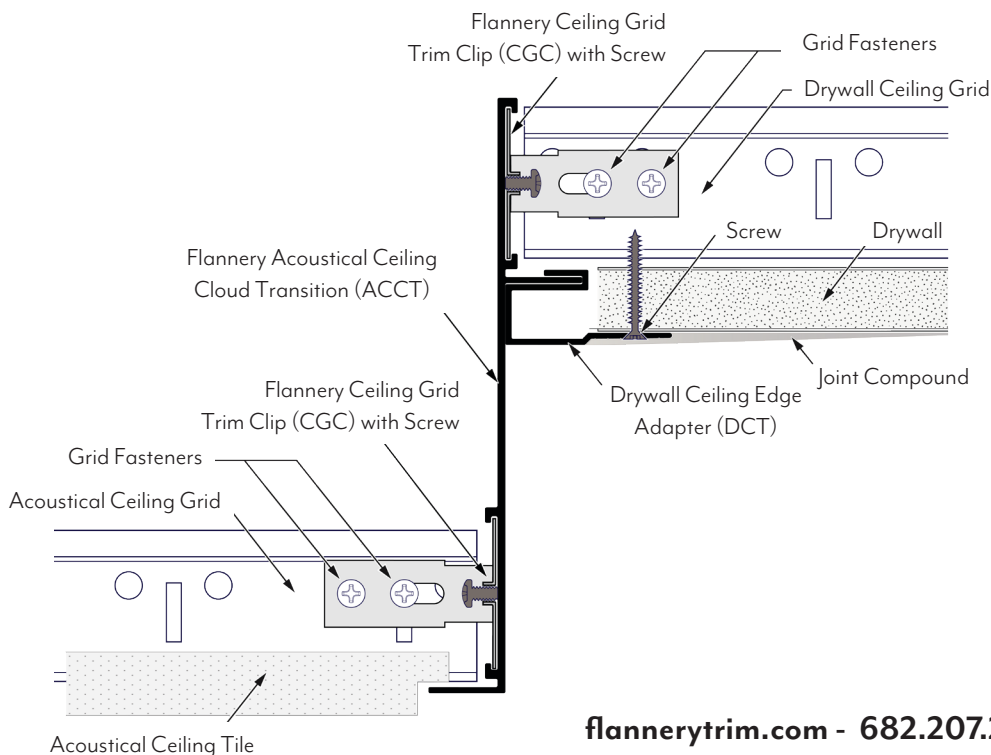 Flannery Ceiling Grid
Trim Clip (CGC) with Screw
Grid Fasteners
Drywall Ceiling Grid
Flannery Acoustical Ceiling
Cloud Transition (ACCT)
Screw
Drywall
Flannery Ceiling Grid
Trim Clip (CGC) with Screw
Drywall Ceiling Edge
Adapter (DCT)
Joint Compound
Grid Fasteners
Acoustical Ceiling Grid
Acoustical Ceiling Tile
flannerytrim.com - 682.207.